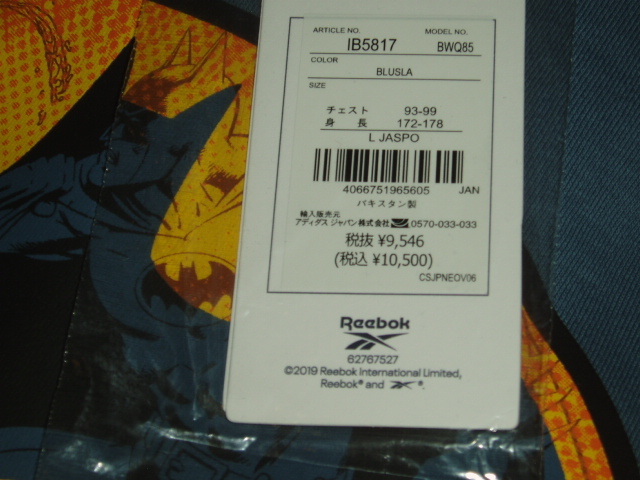 ARTICLE NO. MODEL NO.
IB5817 BWQ85
COLOR
BLUSLA
SIZE
チェスト 93-99
身 長 172-178
L JASPO
4066751965605 JAN
パキスタン製
輸入販売元
アディダス ジャパン株式会社 0570-033-033
税抜 ¥9,546
(税込 ¥10,500)
CSJPNEOV06
Reebok
62767527
©2019 Reebok International Limited.
Reebok® and ®.